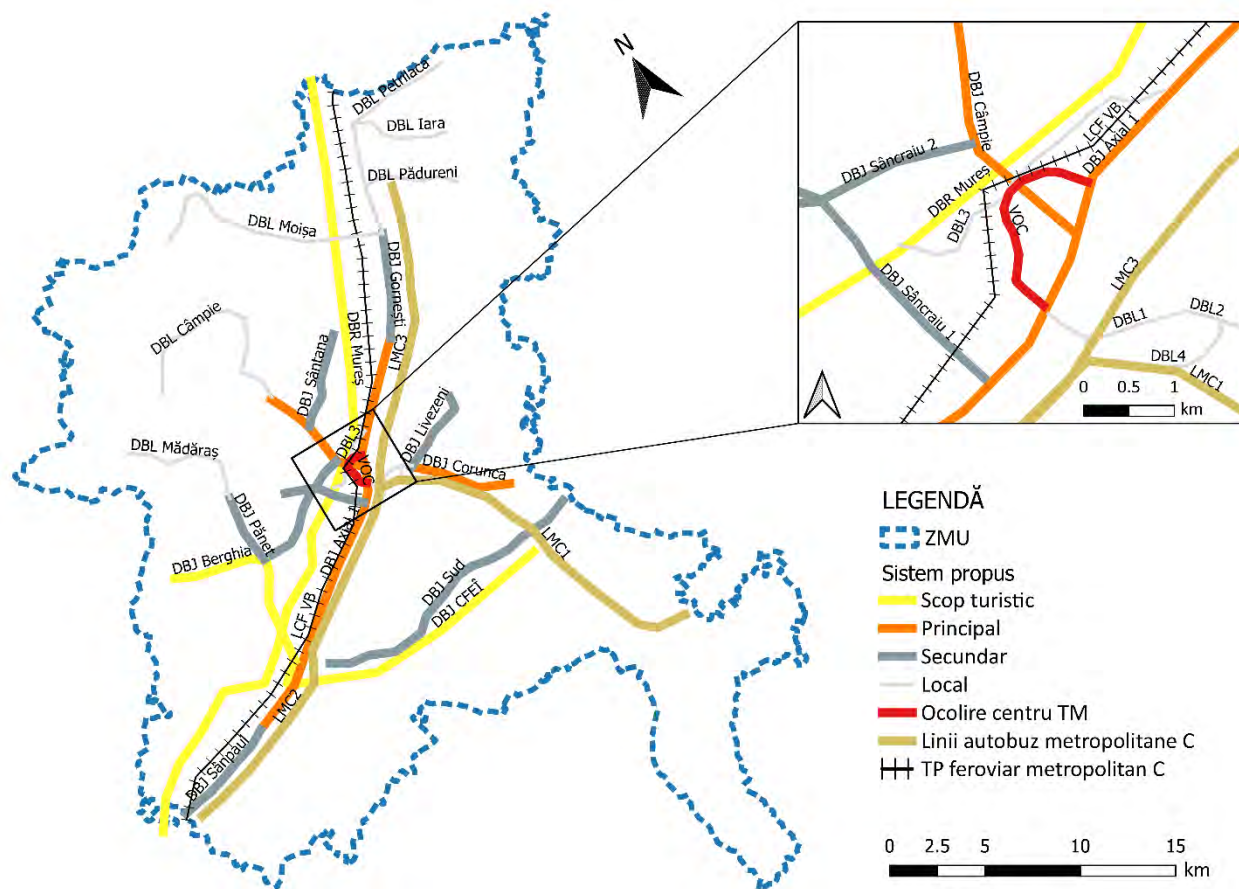 N
DBL Petrilaca
DBL Iara
DBL Pădureni
DBL Moișa
DBJ Gornești
DBR Mureș
LMC3
DBL Câmpie
DBJ Sântana
DBL3
VOC
DBJ Livezeni
DBJ Corunca
DBL Mădăraș
DBJ Pănet
DBJ Berghia
DBJ Axial 1
LMC1
DBJ Sud
DBJ CFEÎ
LCF VB
LMC2
DBJ Sânpaul
DBJ Câmpie
LCF VB
DBJ Axial 1
DBJ Sâncraiu 2
DBR Mureș
DBL3
VOC
DBJ Sâncraiu 1
LMC3
DBL1
DBL2
DBL4
LMC1
0 0.5 1
km
LEGENDĂ
ZMU
Sistem propus
Scop turistic
Principal
Secundar
Local
Ocolire centru TM
Linii autobuz metropolitane C
TP feroviar metropolitan C
0 2.5 5 10 15
km